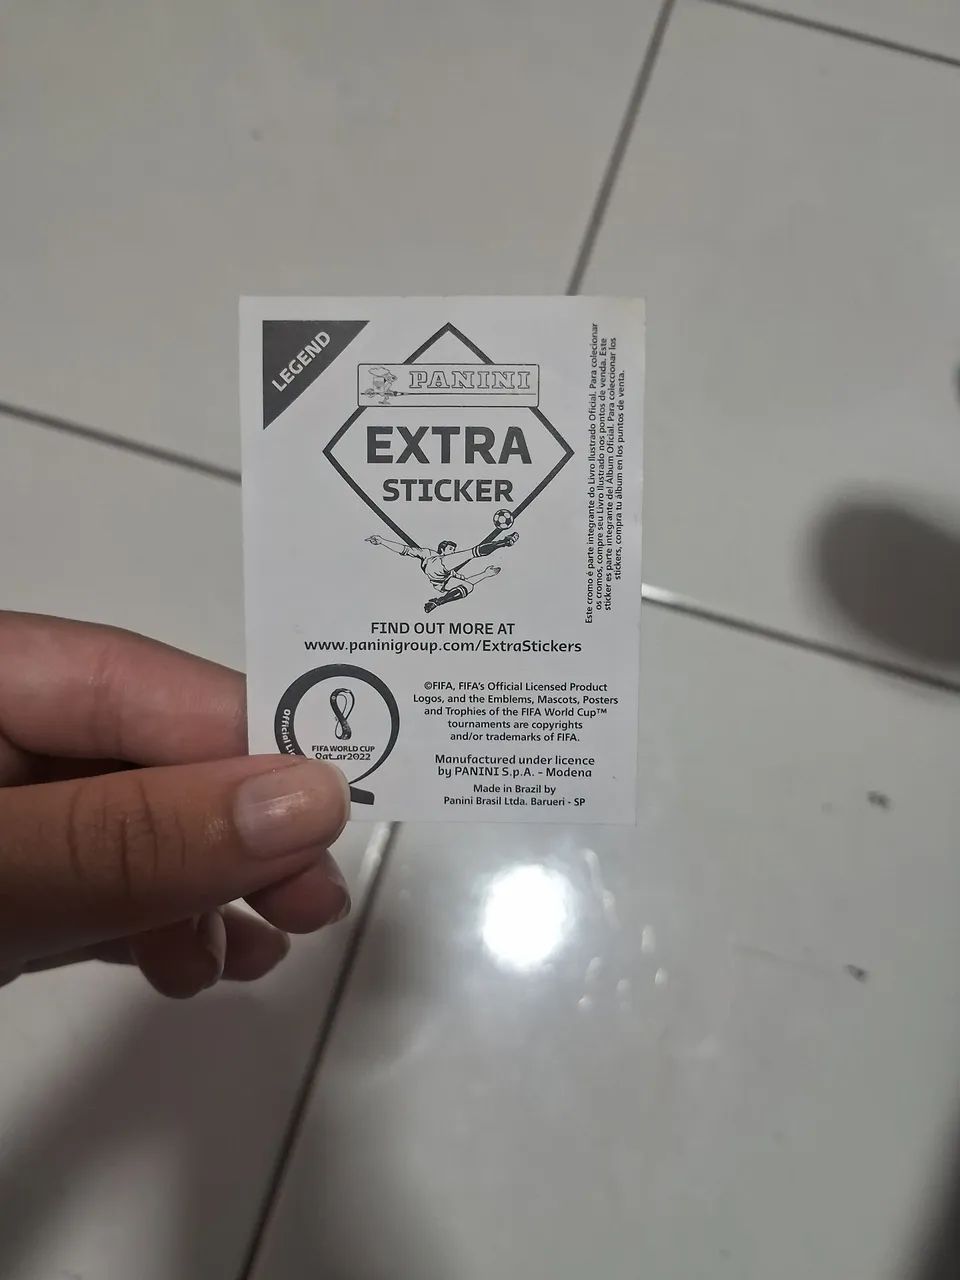 LEGEND
PANINI
EXTRA
STICKER
FIND OUT MORE AT
www.paninigroup.com/ExtraStickers
©FIFA, FIFA's Official Licensed Product
Logos, and the Emblems, Mascots, Posters
and Trophies of the FIFA World Cup™
tournaments are copyrights
and/or trademarks of FIFA.
Manufactured under licence
by PANINI S.p.A. - Modena
Made in Brazil by
Panini Brasil Ltda. Barueri - SP
Official
FIFA WORLD CUP
Qatar2022
Este cromo é parte integrante do Livro Ilustrado Oficial. Para colecionar
os cromos, compre seu Livro Ilustrado nos pontos de venda. Este
sticker es parte integrante del Álbum Oficial. Para coleccionar los
stickers, compra tu álbum en los puntos de venta.